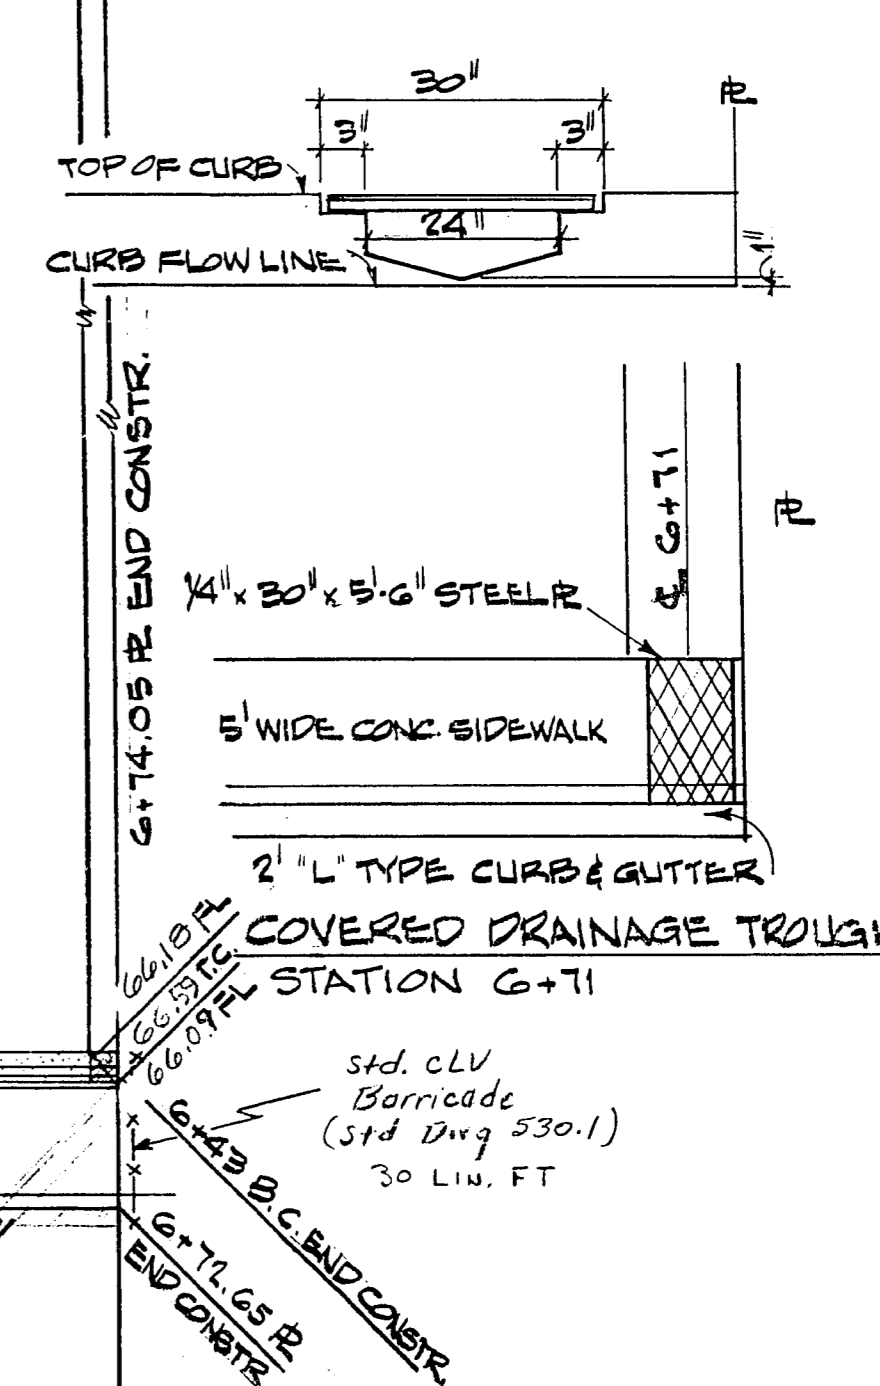 30"
3" 3"
TOP OF CURB
24"
CURB FLOW LINE
1"
6+74.05 ℙL END CONSTR.
℄ 6+71
1/4" x 30" x 5'-6" STEEL ℙL
5' WIDE CONC. SIDEWALK
2' "L" TYPE CURB & GUTTER
COVERED DRAINAGE TROUGH
STATION 6+71
66.18 FL
66.59 T.C.
66.09 FL
std. CLV
Barricade
(Std Dwg 530.1)
30 LIN. FT
6+43 B.C. END CONSTR.
6+72.65 ℙL
END CONSTR